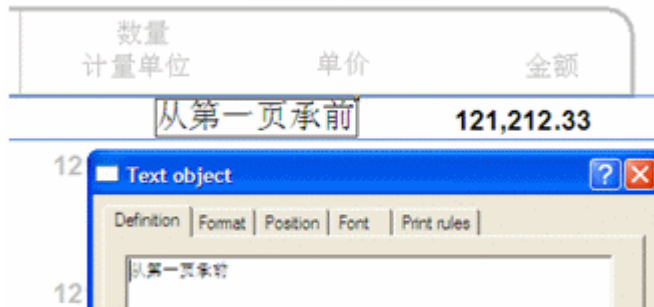 数量
计量单位 单价 金额
从第一页承前 121,212.33
12
Text object
Definition Format Position Font Print rules
从第一页承前
12